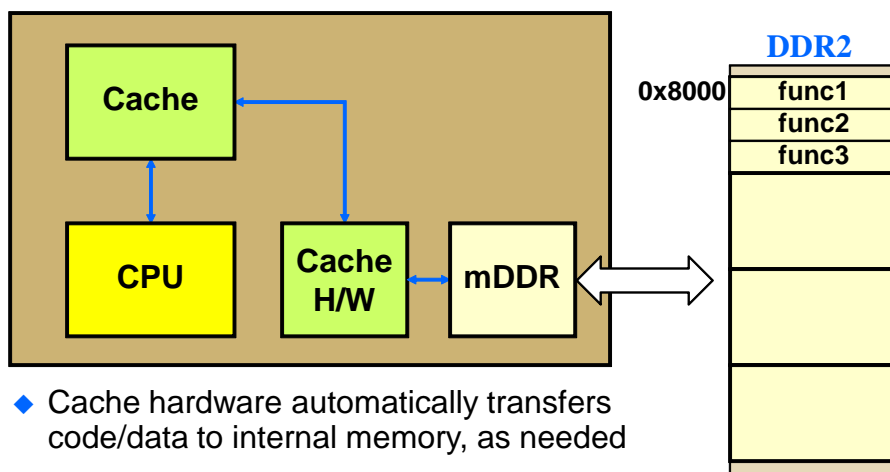 DDR2
Cache
0x8000
func1
func2
func3
CPU
Cache
H/W
mDDR
Cache hardware automatically transfers
code/data to internal memory, as needed